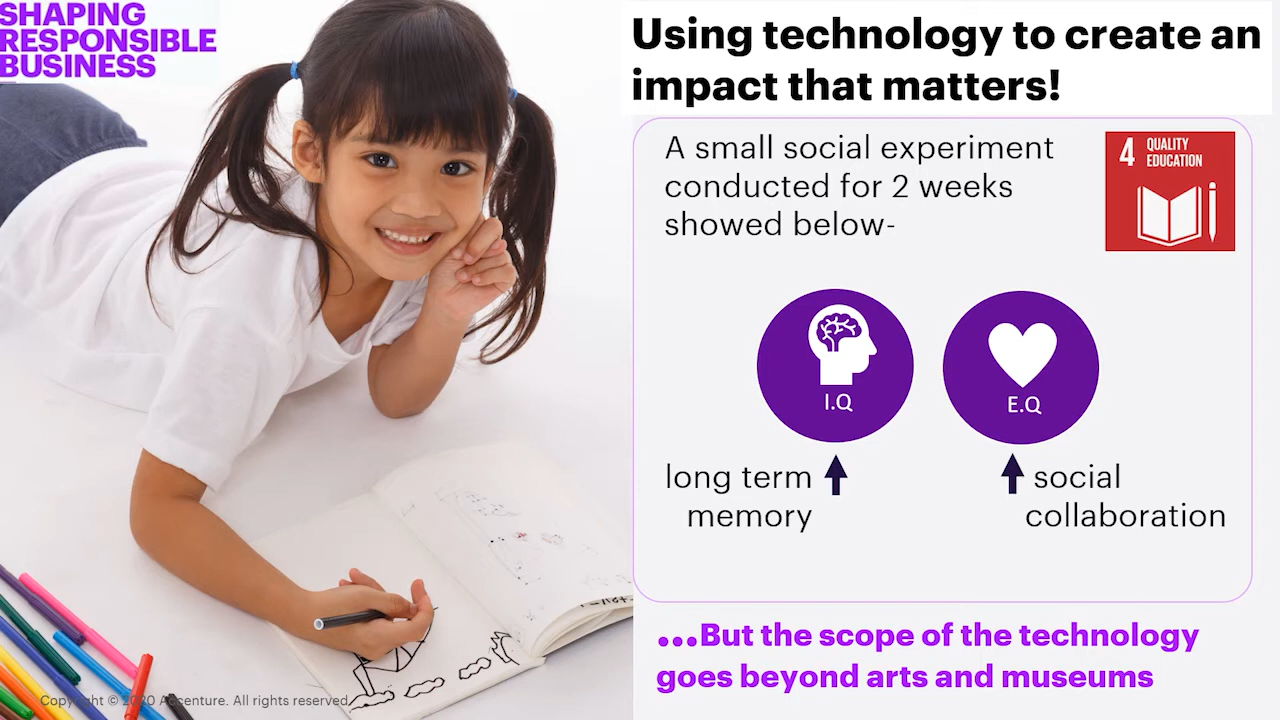 SHAPING
RESPONSIBLE
BUSINESS
Using technology to create an
impact that matters!
A small social experiment
conducted for 2 weeks
showed below-
4 QUALITY
EDUCATION
I.Q
E.Q
long term
memory
social
collaboration
...But the scope of the technology
goes beyond arts and museums
Copyright © 2020 Accenture. All rights reserved.